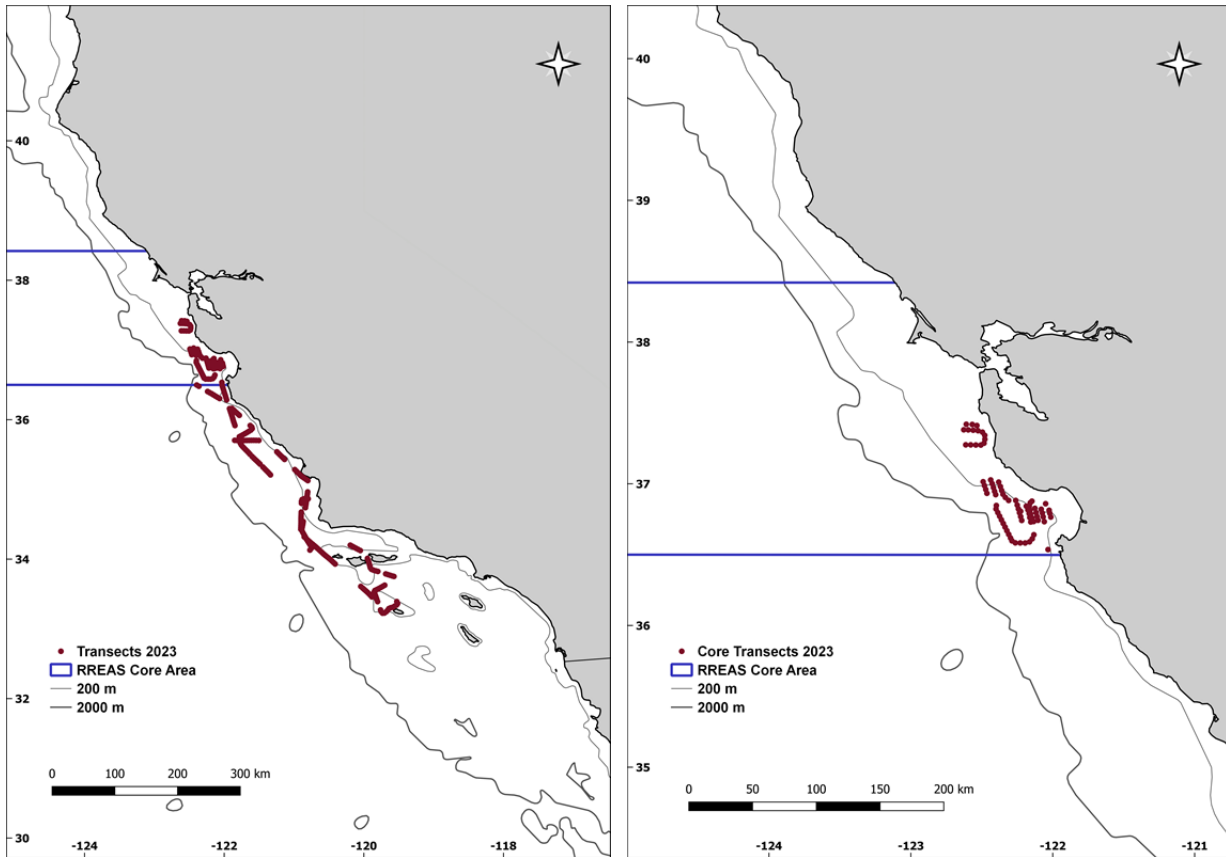 40
38
36
34
32
30
Transects 2023
RREAS Core Area
200 m
2000 m
0 100 200 300 km
-124 -122 -120 -118
40
39
38
37
36
35
Core Transects 2023
RREAS Core Area
200 m
2000 m
0 50 100 150 200 km
-124 -123 -122 -121